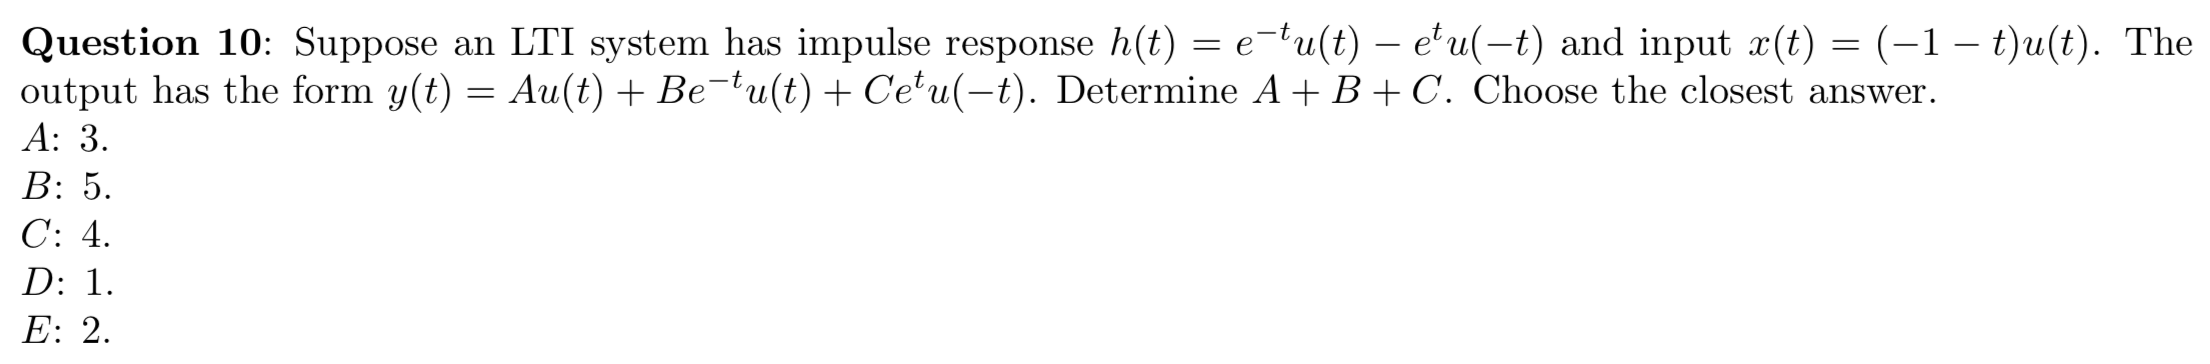 Question 10: Suppose an LTI system has impulse response h(t) = e^{-t}u(t) − e^{t}u(−t) and input x(t) = (−1 − t)u(t). The
output has the form y(t) = Au(t) + Be^{-t}u(t) + Ce^{t}u(−t). Determine A + B + C. Choose the closest answer.
A: 3.
B: 5.
C: 4.
D: 1.
E: 2.